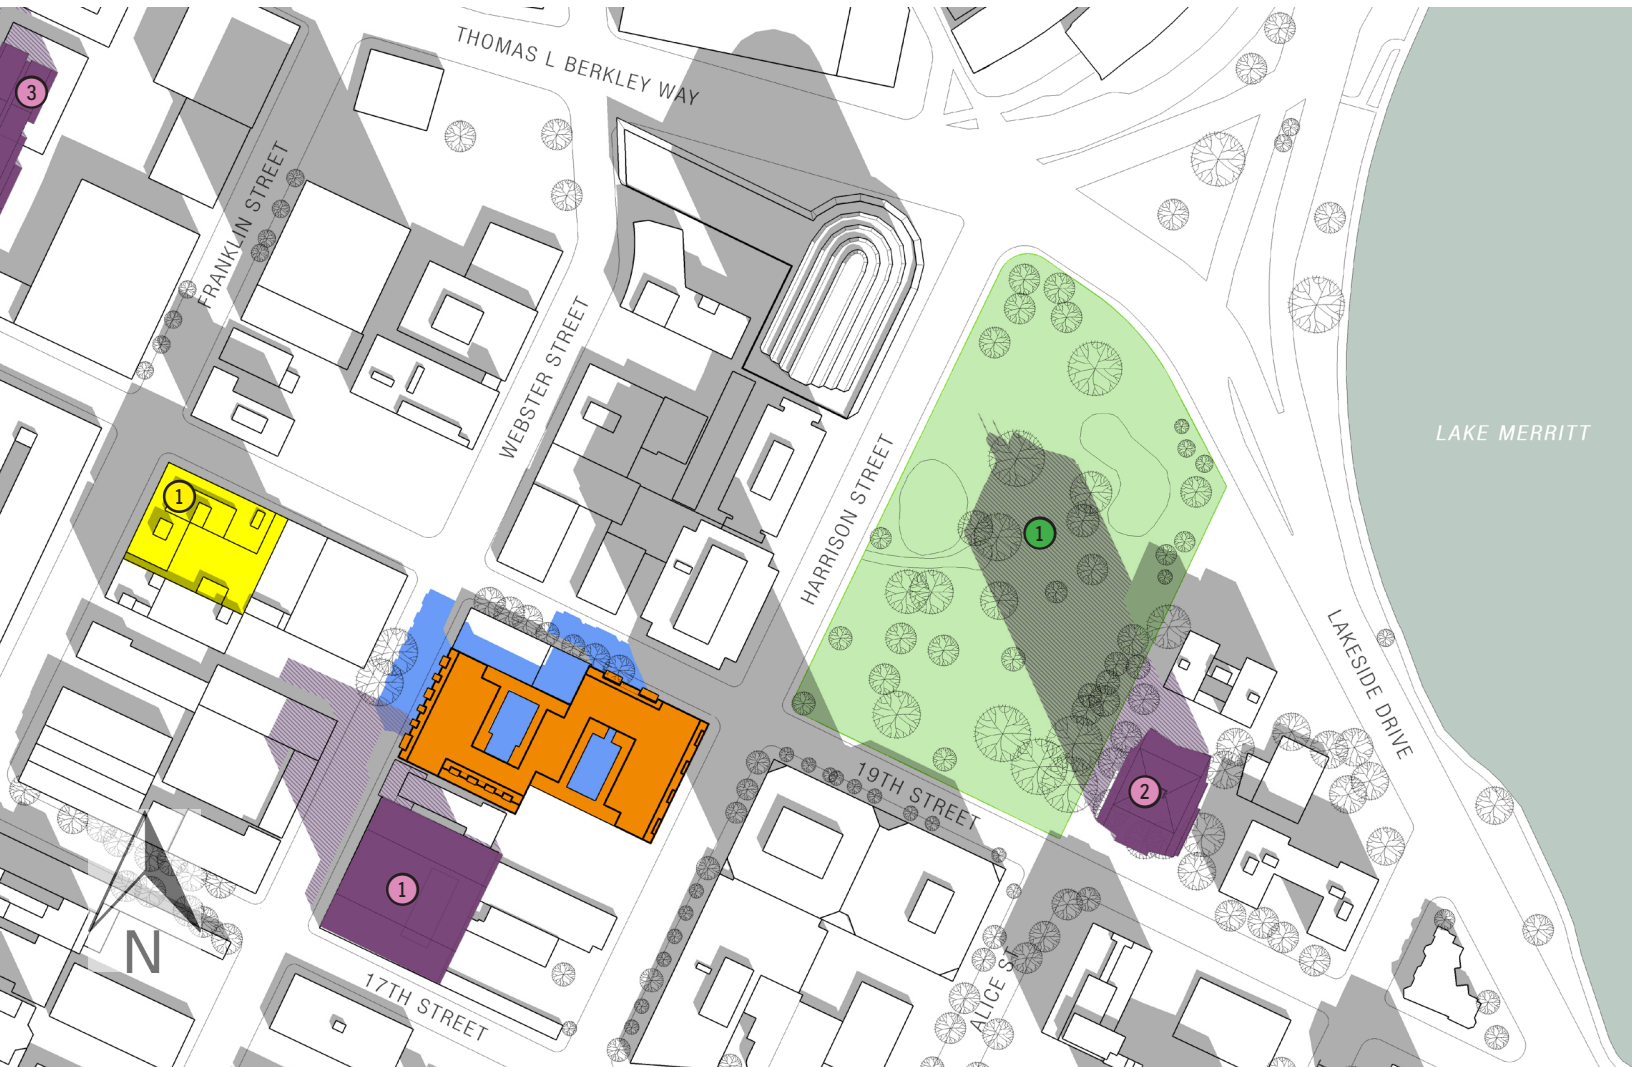 THOMAS L BERKLEY WAY
3
FRANKLIN STREET
WEBSTER STREET
HARRISON STREET
LAKE MERRITT
1
1
LAKESIDE DRIVE
19TH STREET
2
1
ALICE ST
17TH STREET
N